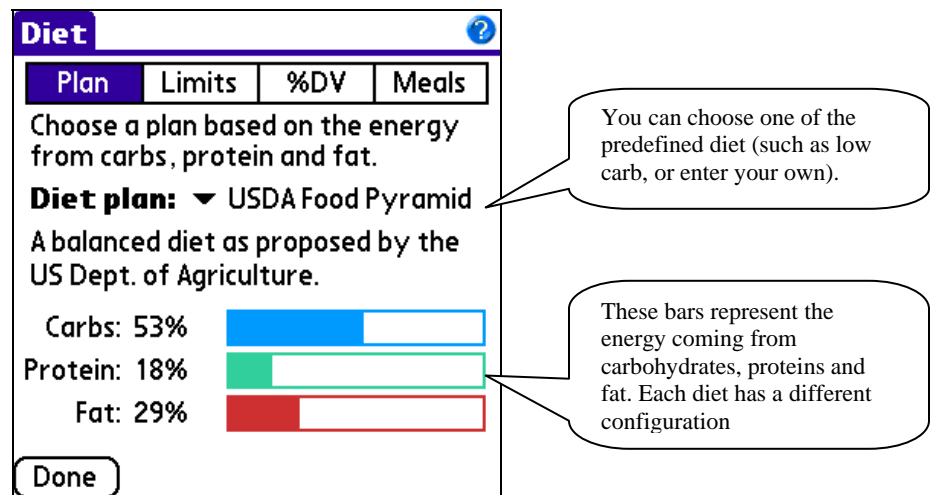 Diet
?
Plan Limits %DV Meals
Choose a plan based on the energy
from carbs, protein and fat.
Diet plan: USDA Food Pyramid
A balanced diet as proposed by the
US Dept. of Agriculture.
Carbs: 53%
Protein: 18%
Fat: 29%
Done
You can choose one of the
predefined diet (such as low
carb, or enter your own).
These bars represent the
energy coming from
carbohydrates, proteins and
fat. Each diet has a different
configuration